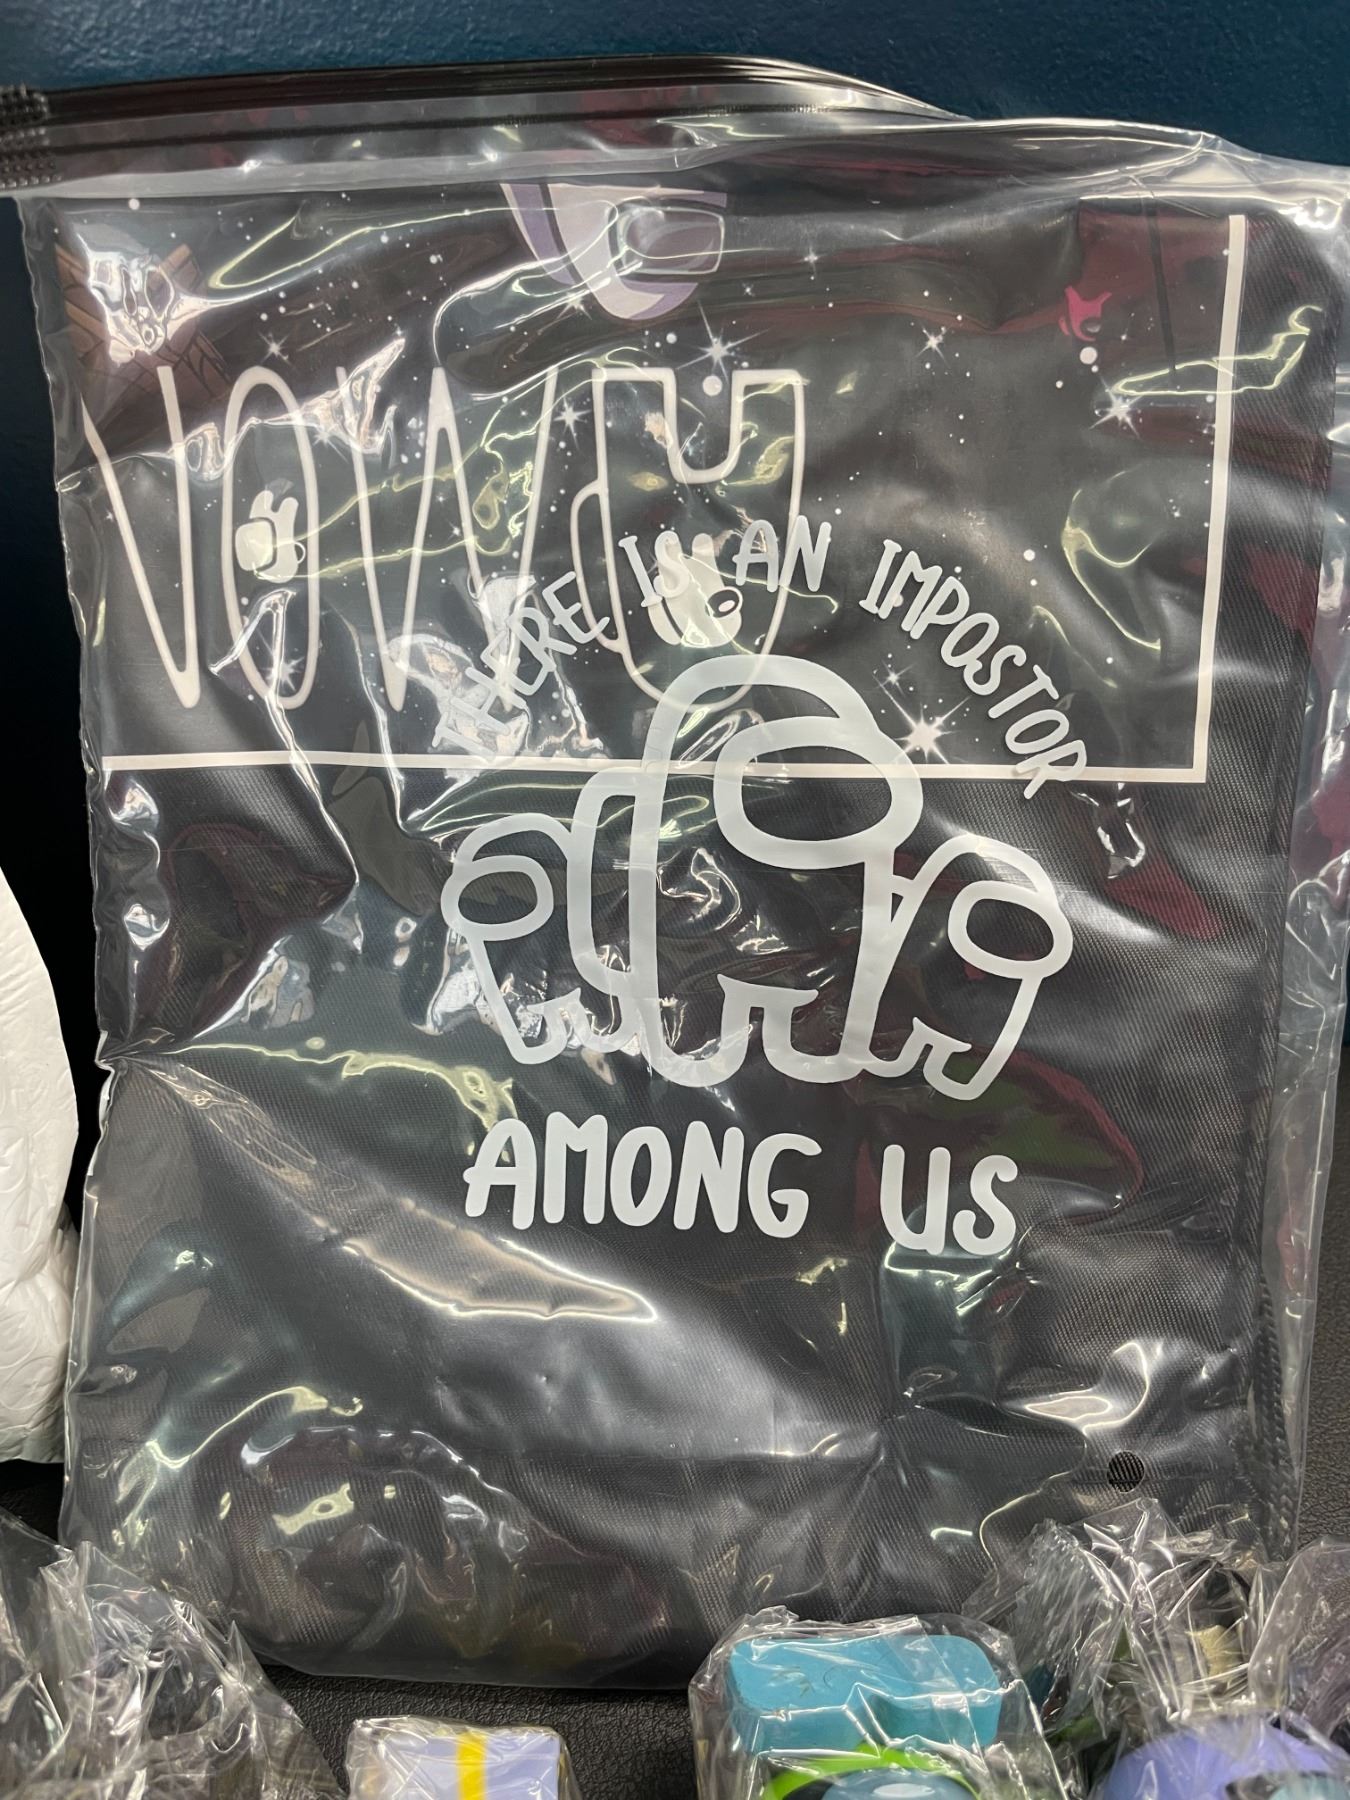 THERE IS AN IMPOSTOR
AMONG US